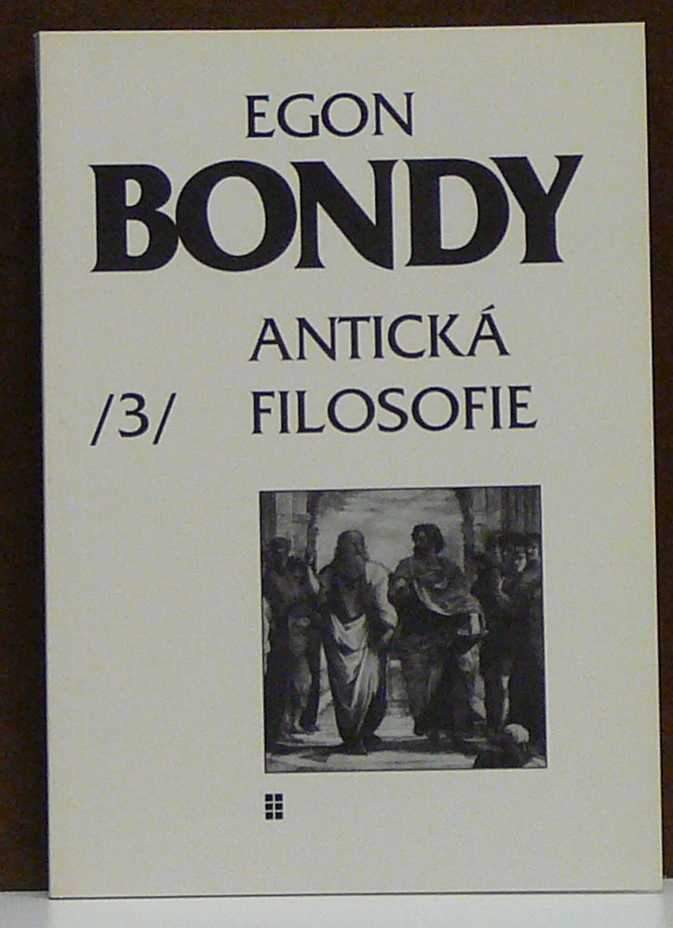 EGON
BONDY
ANTICKÁ
/3/ FILOSOFIE